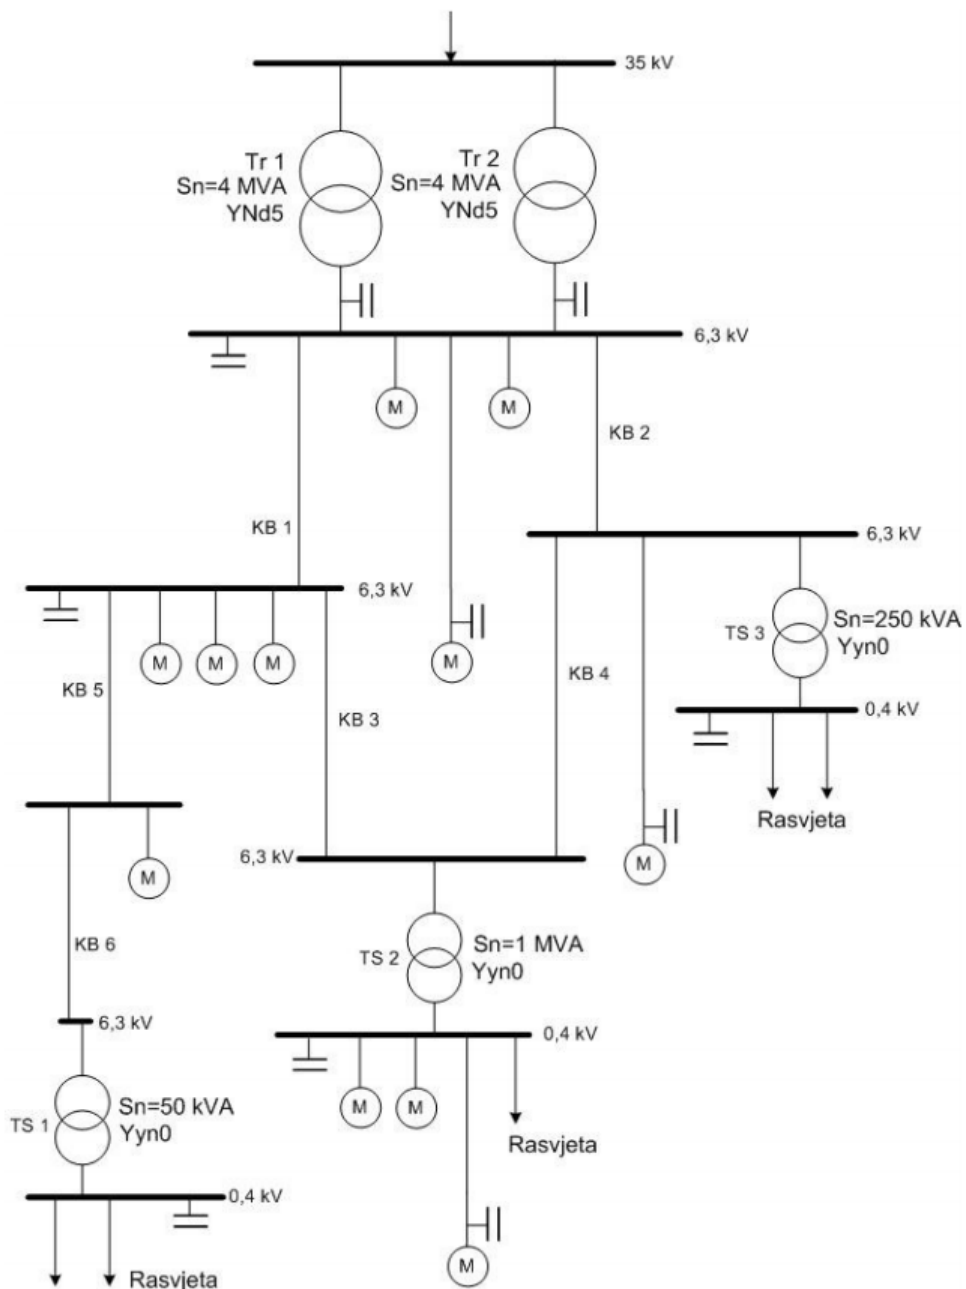 35 kV
Tr 1
Sn=4 MVA
YNd5
Tr 2
Sn=4 MVA
YNd5
6,3 kV
M
M
KB 2
KB 1
6,3 kV
6,3 kV
M
M
M
M
KB 5
KB 3
KB 4
TS 3
Sn=250 kVA
Yyn0
0,4 kV
Rasvjeta
M
6,3 kV
M
KB 6
TS 2
Sn=1 MVA
Yyn0
6,3 kV
0,4 kV
TS 1
Sn=50 kVA
Yyn0
M
M
Rasvjeta
0,4 kV
M
Rasvjeta